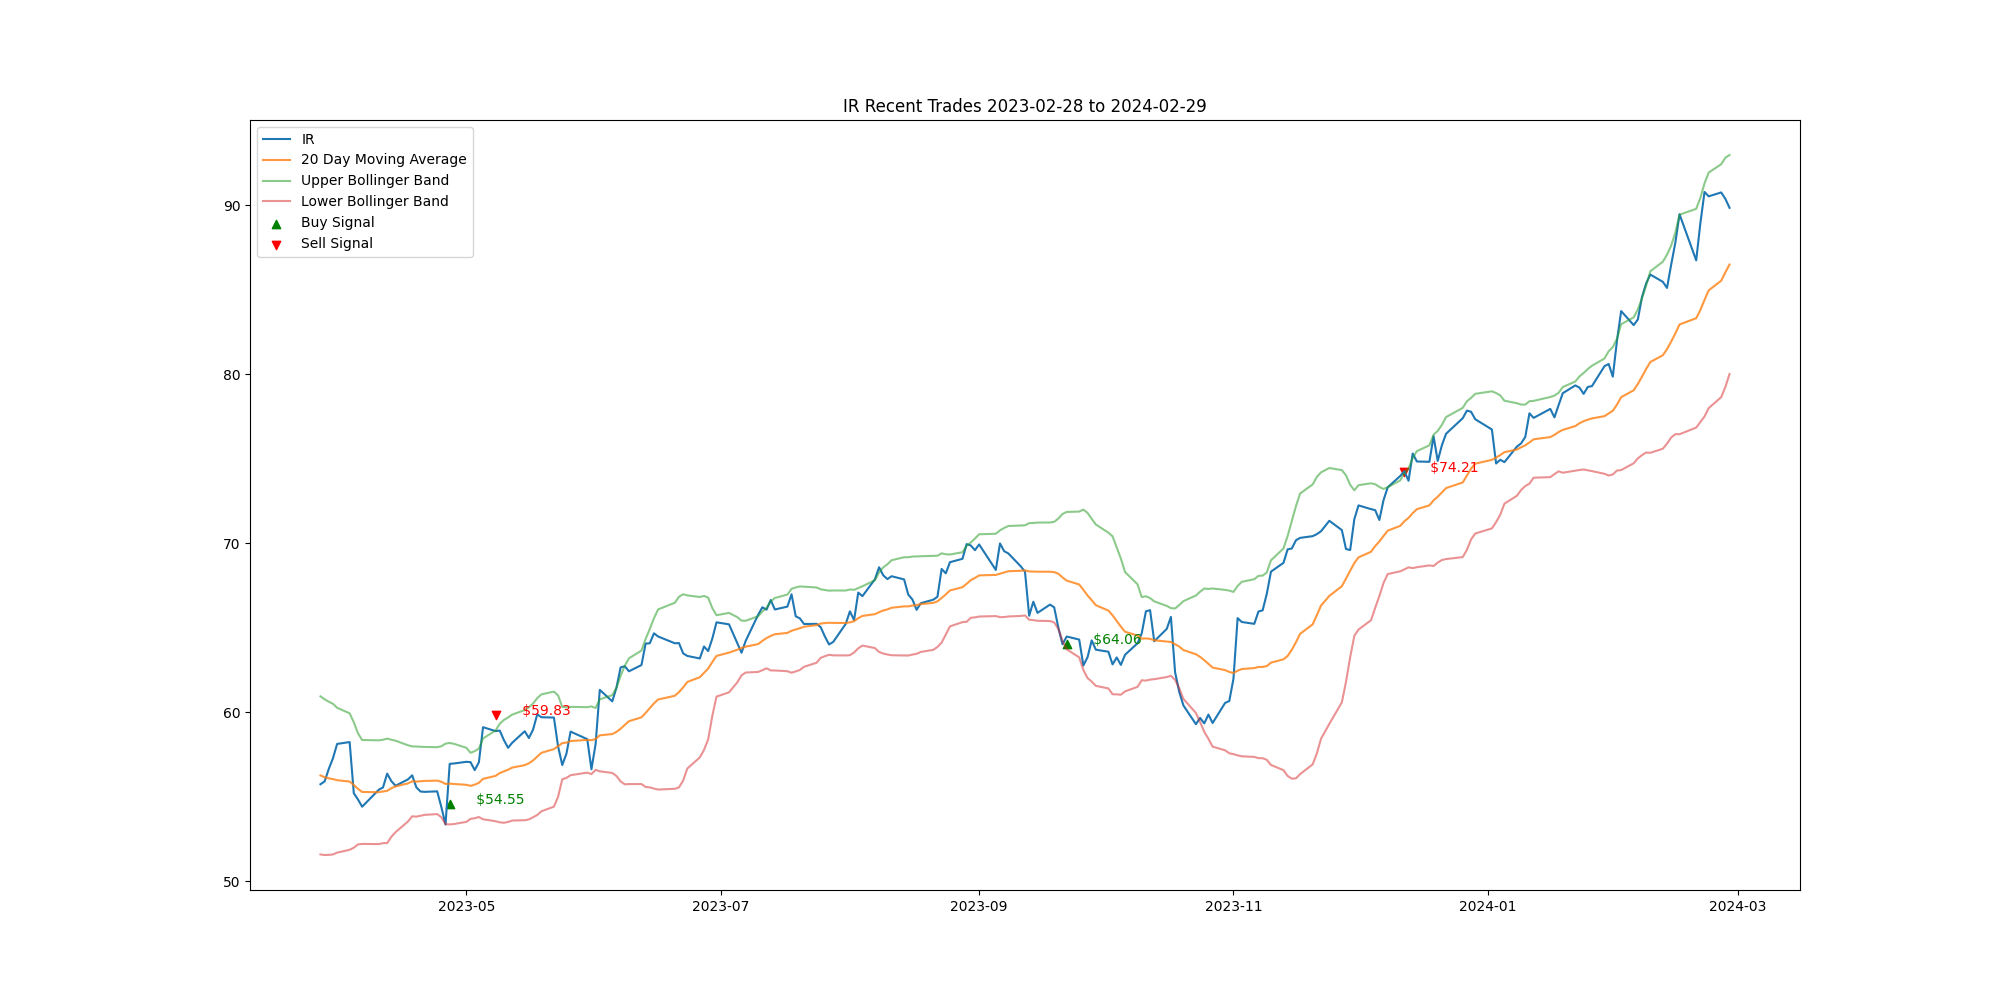 IR Recent Trades 2023-02-28 to 2024-02-29
IR
20 Day Moving Average
Upper Bollinger Band
Lower Bollinger Band
Buy Signal
Sell Signal
90
80
70
60
50
$74.21
$64.06
$59.83
$54.55
2023-05
2023-07
2023-09
2023-11
2024-01
2024-03